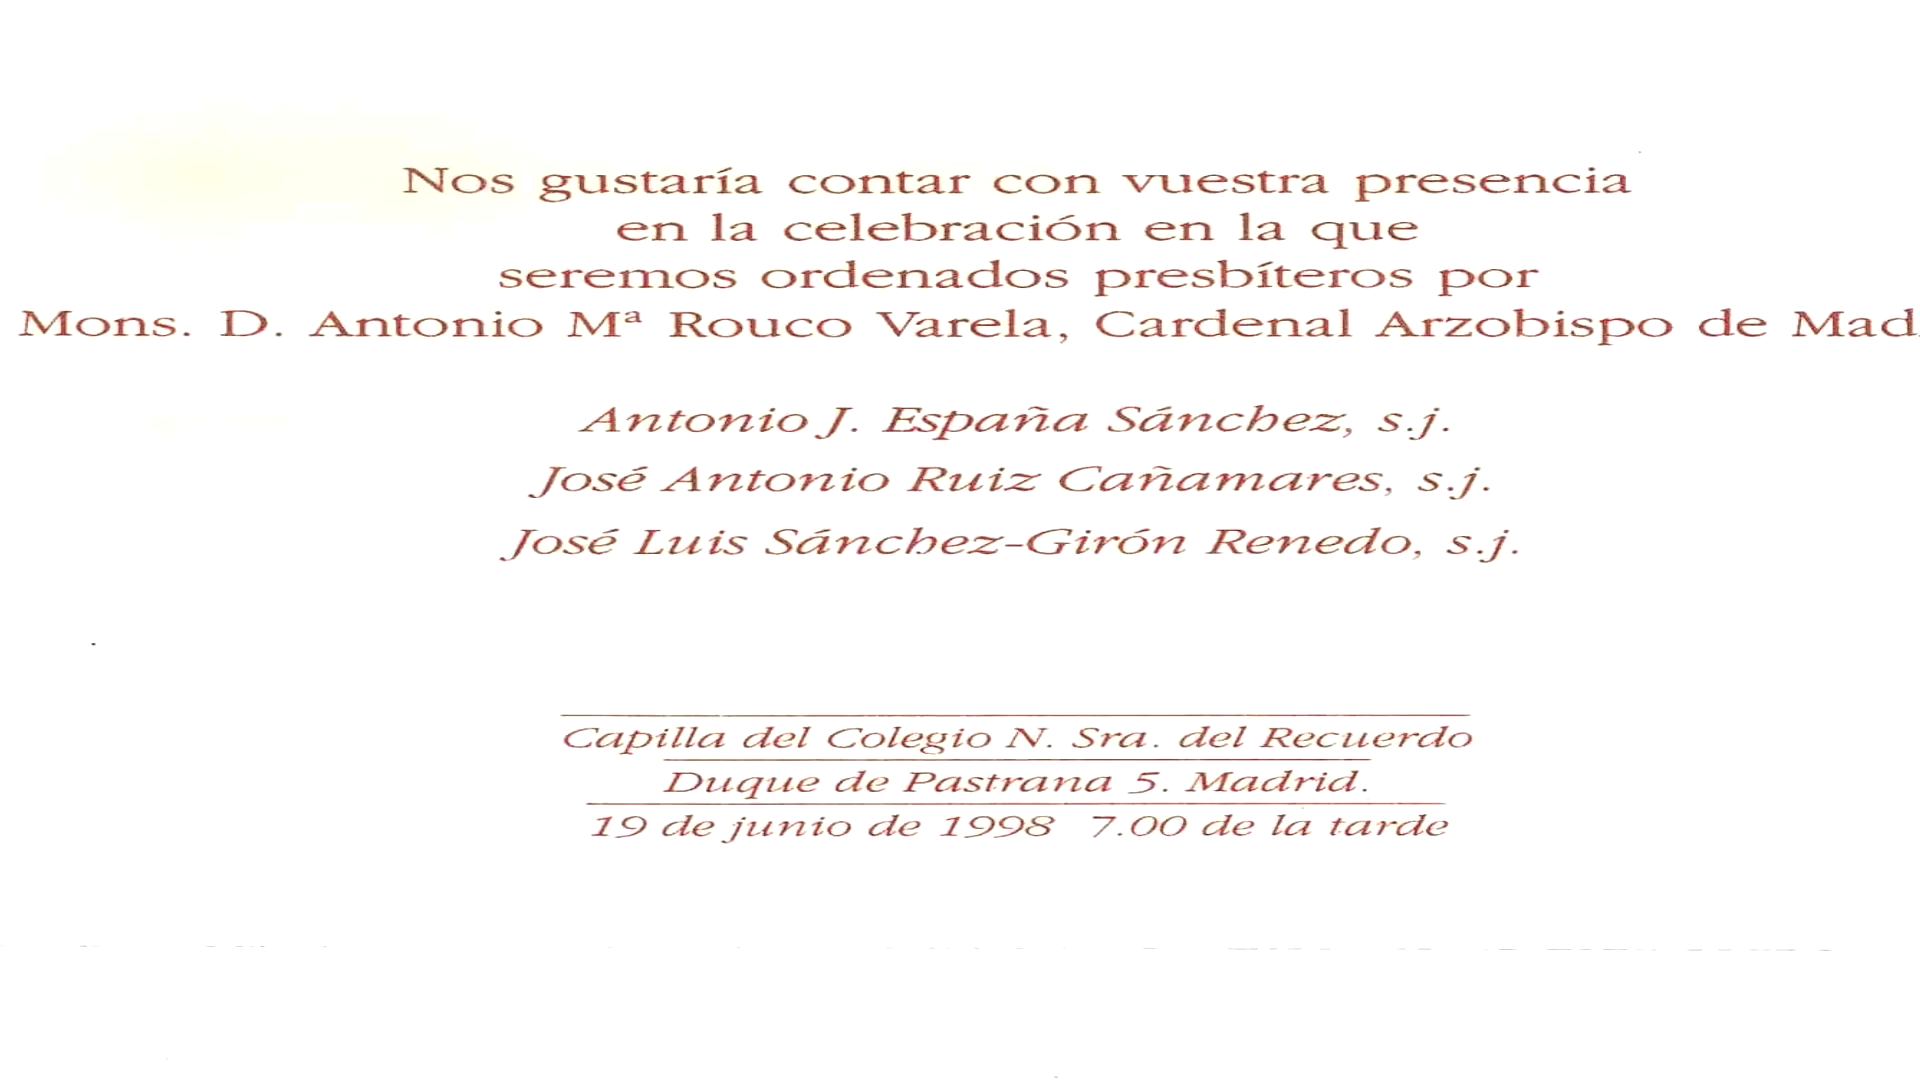 Nos gustaría contar con vuestra presencia
en la celebración en la que
seremos ordenados presbíteros por
Mons. D. Antonio Mª Rouco Varela, Cardenal Arzobispo de Mad
Antonio J. España Sánchez, s.j.
José Antonio Ruiz Cañamares, s.j.
José Luis Sánchez-Girón Renedo, s.j.
Capilla del Colegio N. Sra. del Recuerdo
Duque de Pastrana 5. Madrid.
19 de junio de 1998 7.00 de la tarde